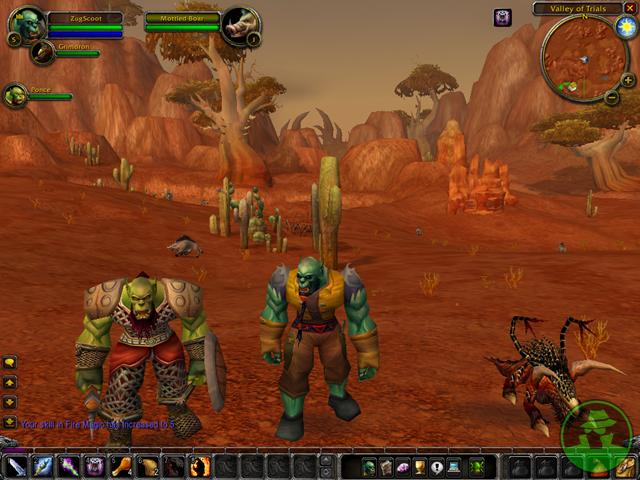 ZugScoot
Mottled Boar
Valley of Trials
N
Grimdron
Ponce
Your skill in Fire Magic has increased to 5.